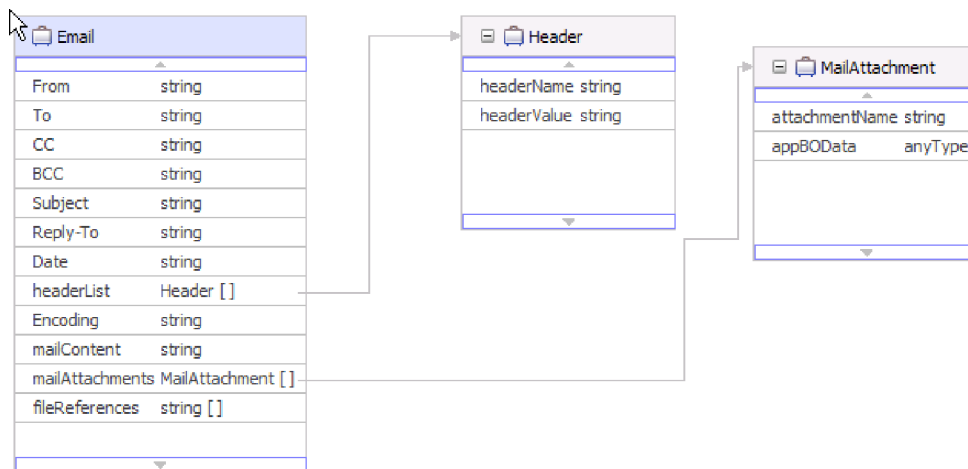 Email
From string
To string
CC string
BCC string
Subject string
Reply-To string
Date string
headerList Header [ ]
Encoding string
mailContent string
mailAttachments MailAttachment [ ]
fileReferences string [ ]
Header
headerName string
headerValue string
MailAttachment
attachmentName string
appBOData anyType